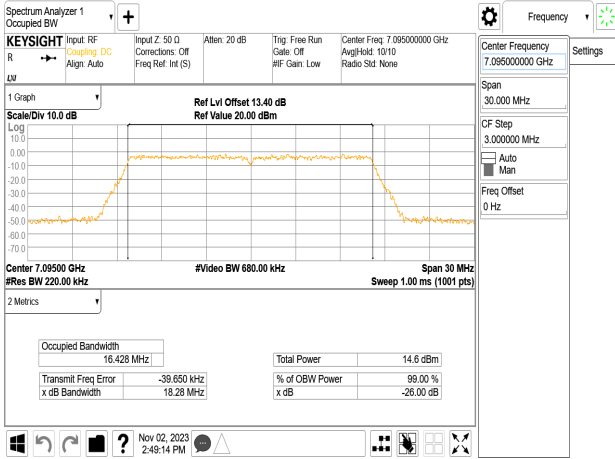 Spectrum Analyzer 1
Occupied BW
Frequency
KEYSIGHT
R
LXI
Input: RF
Coupling: DC
Align: Auto
Input Z: 50 Ω
Corrections: Off
Freq Ref: Int (S)
Atten: 20 dB
Trig: Free Run
Gate: Off
#IF Gain: Low
Center Freq: 7.095000000 GHz
Avg|Hold: 10/10
Radio Std: None
Center Frequency
7.095000000 GHz
Settings
Span
30.000 MHz
CF Step
3.000000 MHz
Auto
Man
Freq Offset
0 Hz
1 Graph
Scale/Div 10.0 dB
Ref Lvl Offset 13.40 dB
Ref Value 20.00 dBm
Log
10.0
0.00
-10.0
-20.0
-30.0
-40.0
-50.0
-60.0
-70.0
Center 7.09500 GHz
#Video BW 680.00 kHz
Span 30 MHz
#Res BW 220.00 kHz
Sweep 1.00 ms (1001 pts)
2 Metrics
Occupied Bandwidth
16.428 MHz
Total Power 14.6 dBm
Transmit Freq Error -39.650 kHz
% of OBW Power 99.00 %
x dB Bandwidth 18.28 MHz
x dB -26.00 dB
?
Nov 02, 2023
2:49:14 PM